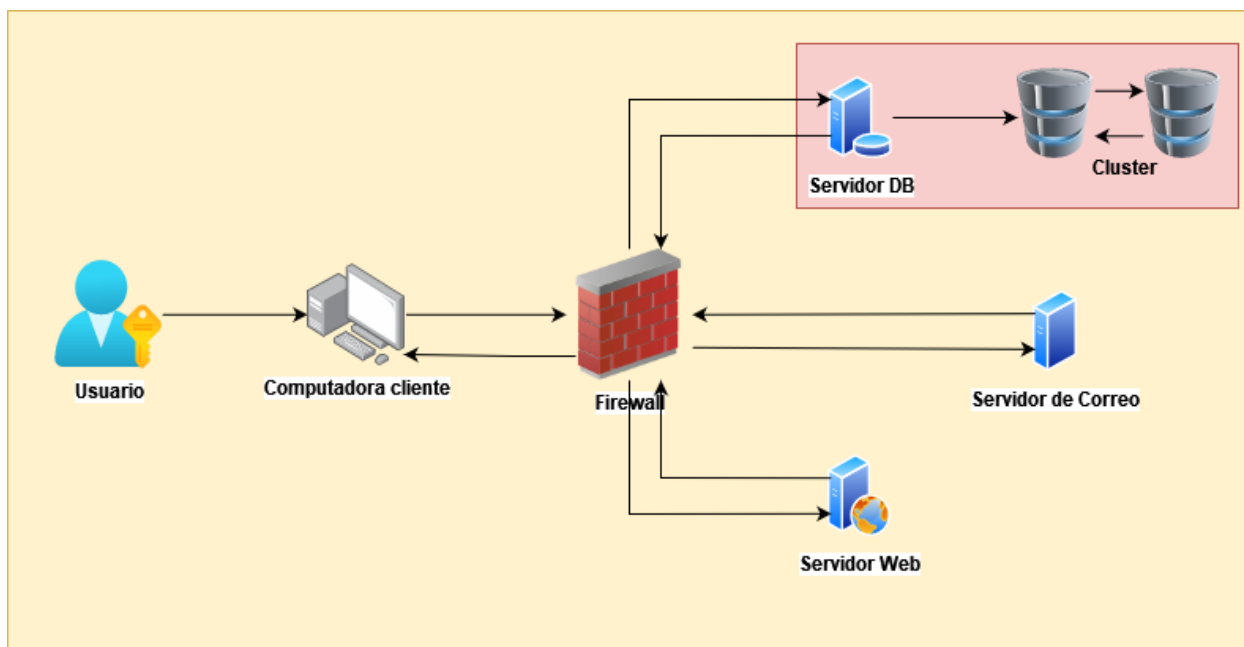 Cluster
Servidor DB
Usuario
Computadora cliente
Firewall
Servidor de Correo
Servidor Web